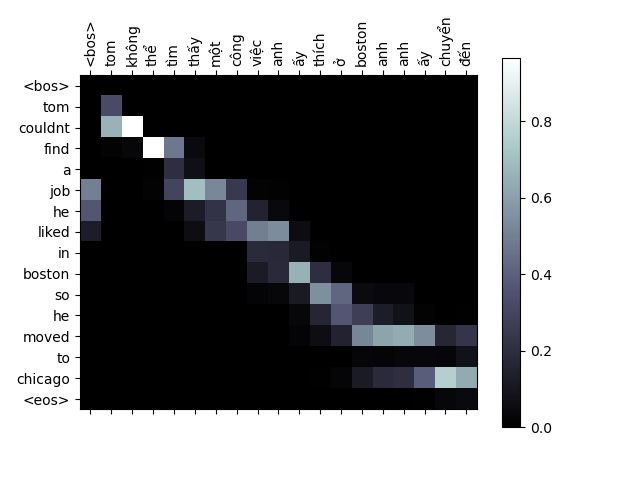 <bos> tom không thể tìm thấy một công việc anh ấy thích ở boston anh anh ấy chuyển đến
<bos>
tom
couldnt
find
a
job
he
liked
in
boston
so
he
moved
to
chicago
<eos>
0.8
0.6
0.4
0.2
0.0